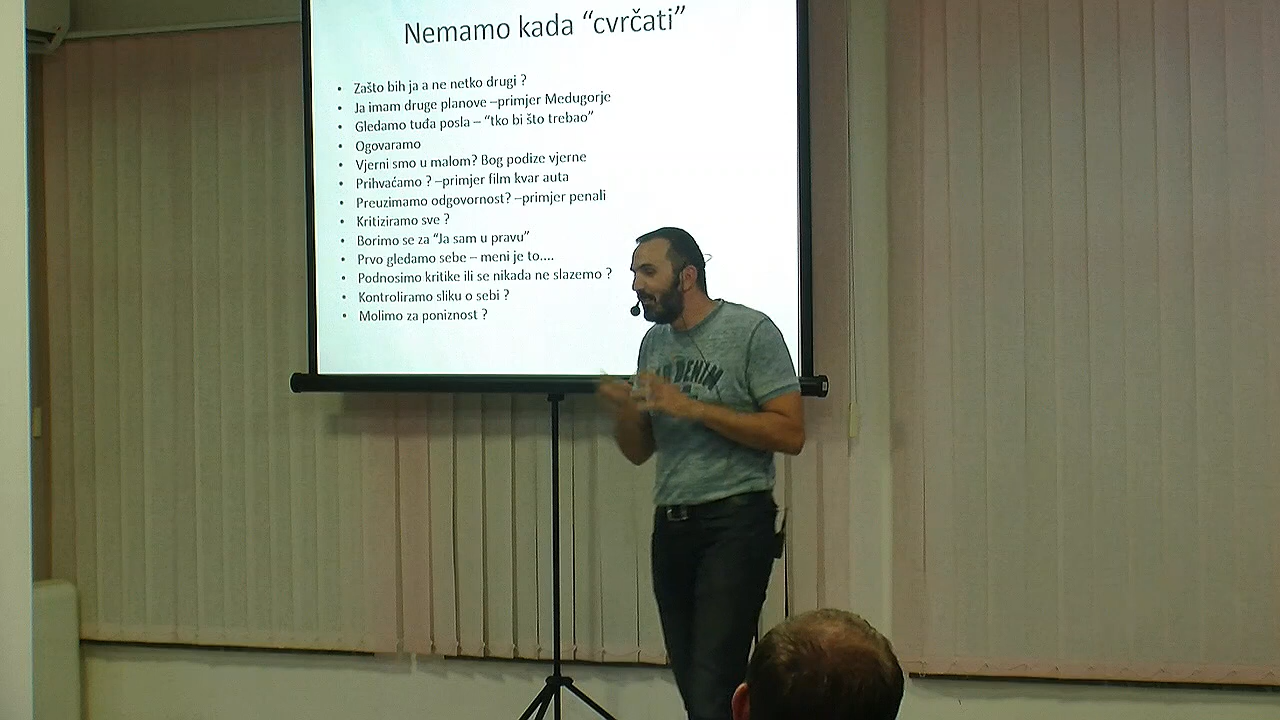 Nemamo kada “cvrčati”
• Zašto bih ja a ne netko drugi ?
• Ja imam druge planove –primjer Medugorje
• Gledamo tuđa posla – “tko bi što trebao”
• Ogovaramo
• Vjerni smo u malom? Bog podize vjerne
• Prihvaćamo ? –primjer film kvar auta
• Preuzimamo odgovornost? –primjer penali
• Kritiziramo sve ?
• Borimo se za “Ja sam u pravu”
• Prvo gledamo sebe – meni je to....
• Podnosimo kritike ili se nikada ne slazemo ?
• Kontroliramo sliku o sebi ?
• Molimo za poniznost ?
DENIM